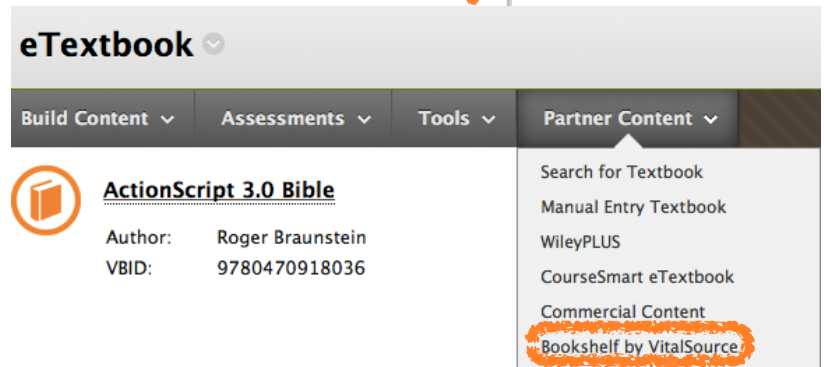 eTextbook
Build Content Assessments Tools Partner Content
ActionScript 3.0 Bible
Author: Roger Braunstein
VBID: 9780470918036
Search for Textbook
Manual Entry Textbook
WileyPLUS
CourseSmart eTextbook
Commercial Content
Bookshelf by VitalSource